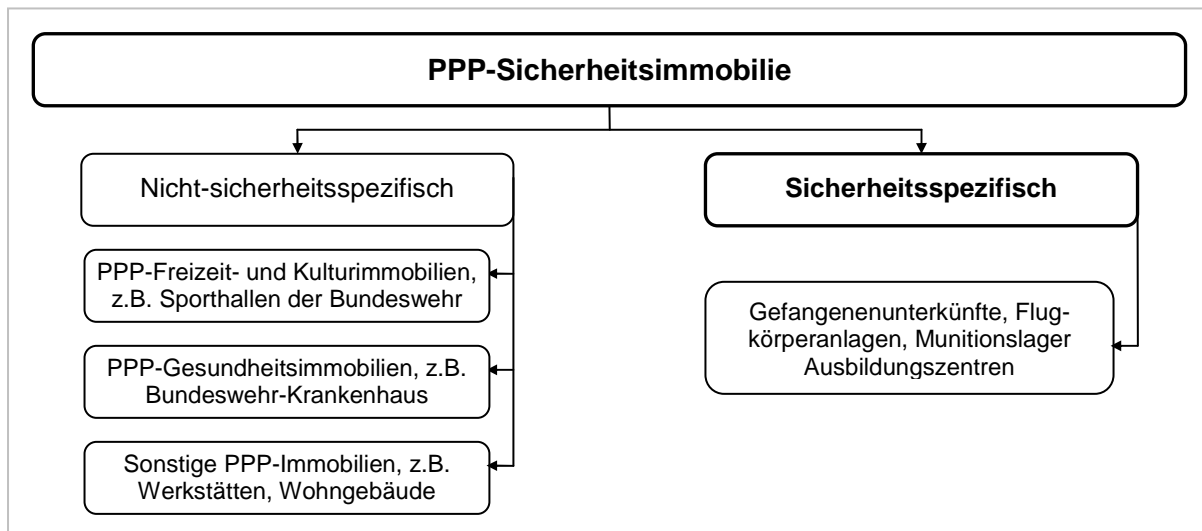 PPP-Sicherheitsimmobilie
Nicht-sicherheitsspezifisch
PPP-Freizeit- und Kulturimmobilien,
z.B. Sporthallen der Bundeswehr
PPP-Gesundheitsimmobilien, z.B.
Bundeswehr-Krankenhaus
Sonstige PPP-Immobilien, z.B.
Werkstätten, Wohngebäude
Sicherheitsspezifisch
Gefangenenunterkünfte, Flug-
körperanlagen, Munitionslager
Ausbildungszentren